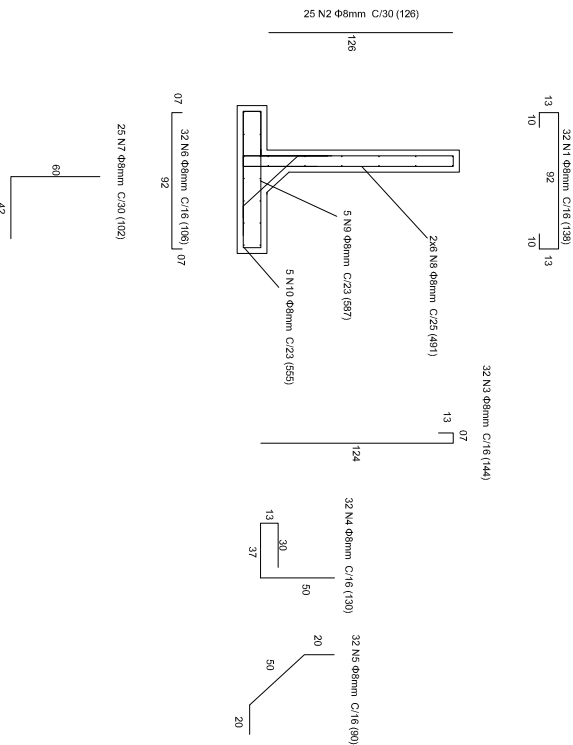 25 N2 Φ8mm C/30 (126)
126
32 N1 Φ8mm C/16 (138)
13
10
92
10
13
07
32 N6 Φ8mm C/16 (106)
92
07
25 N7 Φ8mm C/30 (102)
60
42
2x6 N8 Φ8mm C/25 (491)
5 N9 Φ8mm C/23 (587)
5 N10 Φ8mm C/23 (555)
32 N3 Φ8mm C/16 (144)
13
07
124
32 N4 Φ8mm C/16 (130)
13
30
37
50
32 N5 Φ8mm C/16 (90)
20
50
20